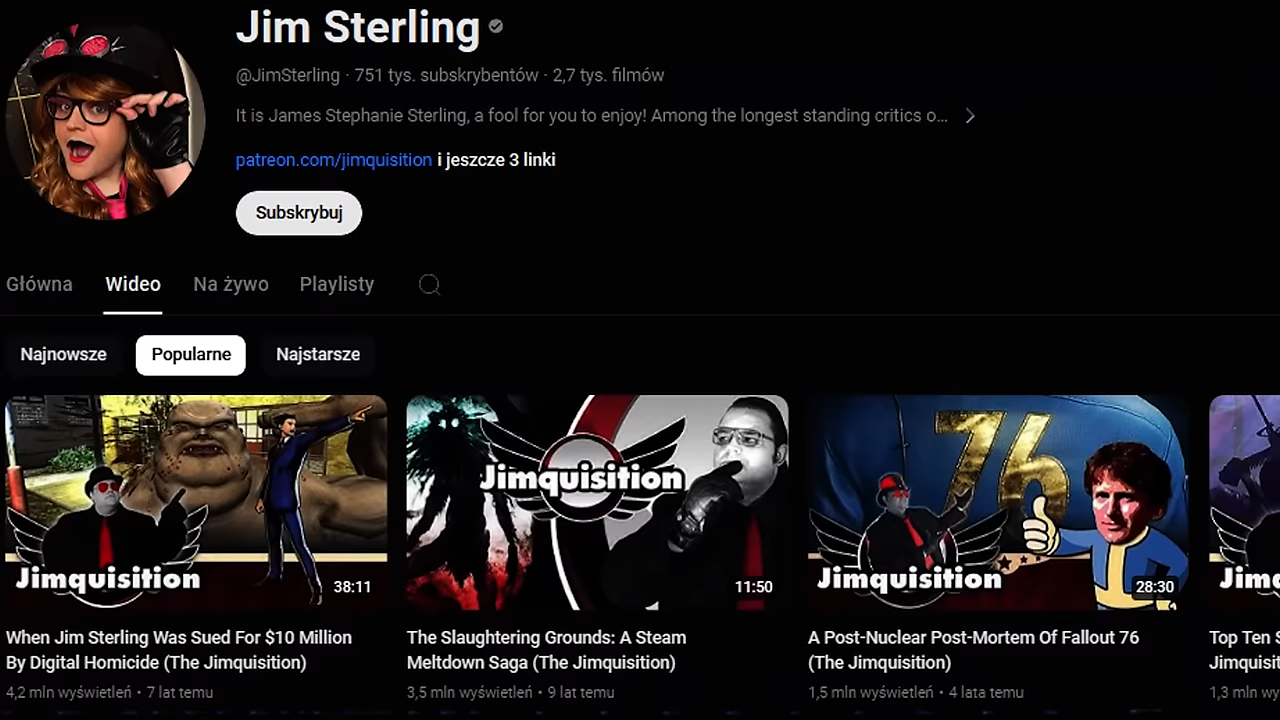 Jim Sterling
@JimSterling · 751 tys. subskrybentów · 2,7 tys. filmów
It is James Stephanie Sterling, a fool for you to enjoy! Among the longest standing critics o...
patreon.com/jimquisition i jeszcze 3 linki
Subskrybuj
Główna Wideo Na żywo Playlisty
Najnowsze Popularne Najstarsze
Jimquisition
38:11
Jimquisition
11:50
76
Jimquisition
28:30
Jimq
When Jim Sterling Was Sued For $10 Million
By Digital Homicide (The Jimquisition)
4,2 mln wyświetleń • 7 lat temu
The Slaughtering Grounds: A Steam
Meltdown Saga (The Jimquisition)
3,5 mln wyświetleń • 9 lat temu
A Post-Nuclear Post-Mortem Of Fallout 76
(The Jimquisition)
1,5 mln wyświetleń • 4 lata temu
Top Ten S
Jimquisit
1,3 mln wy